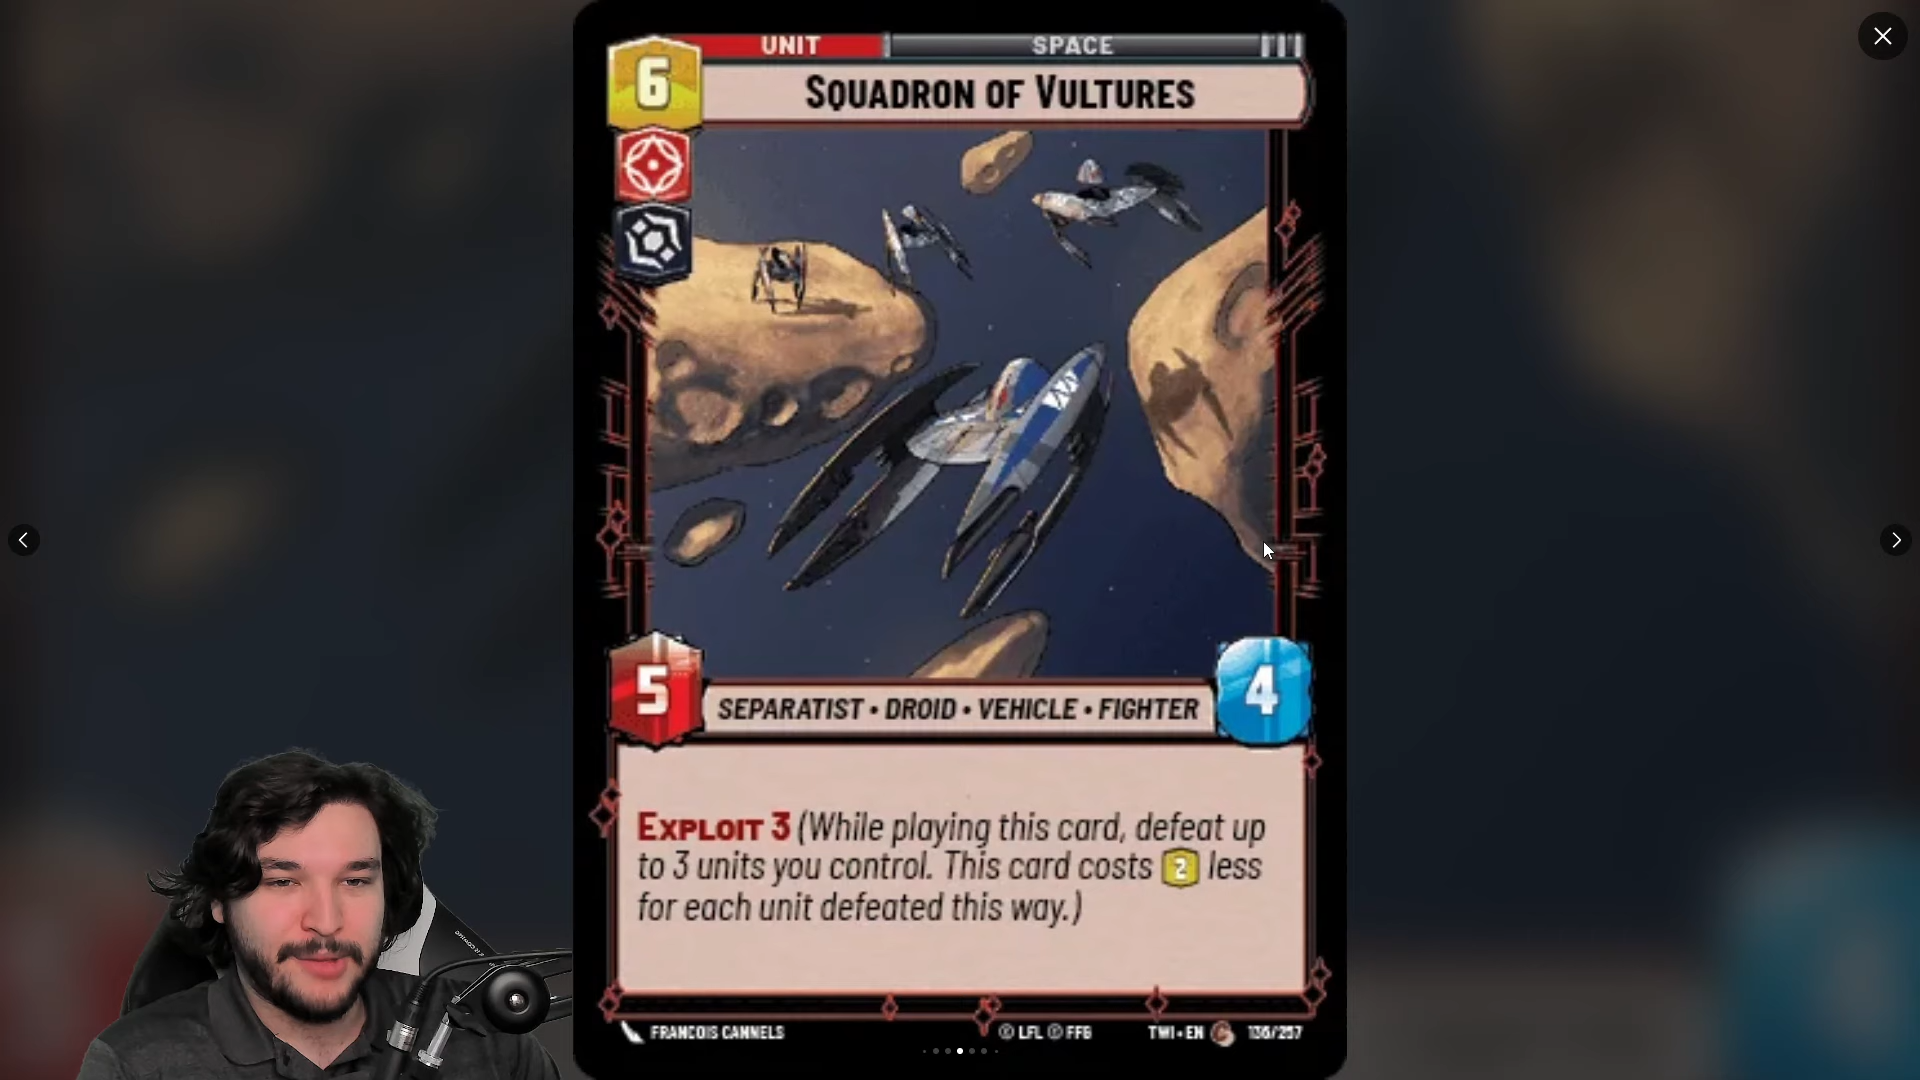 UNIT
SPACE
6
SQUADRON OF VULTURES
5
SEPARATIST • DROID • VEHICLE • FIGHTER
4
EXPLOIT 3 (While playing this card, defeat up
to 3 units you control. This card costs 2 less
for each unit defeated this way.)
FRANCOIS CANNELS
© LFL © FFG
TWI • EN
136/257